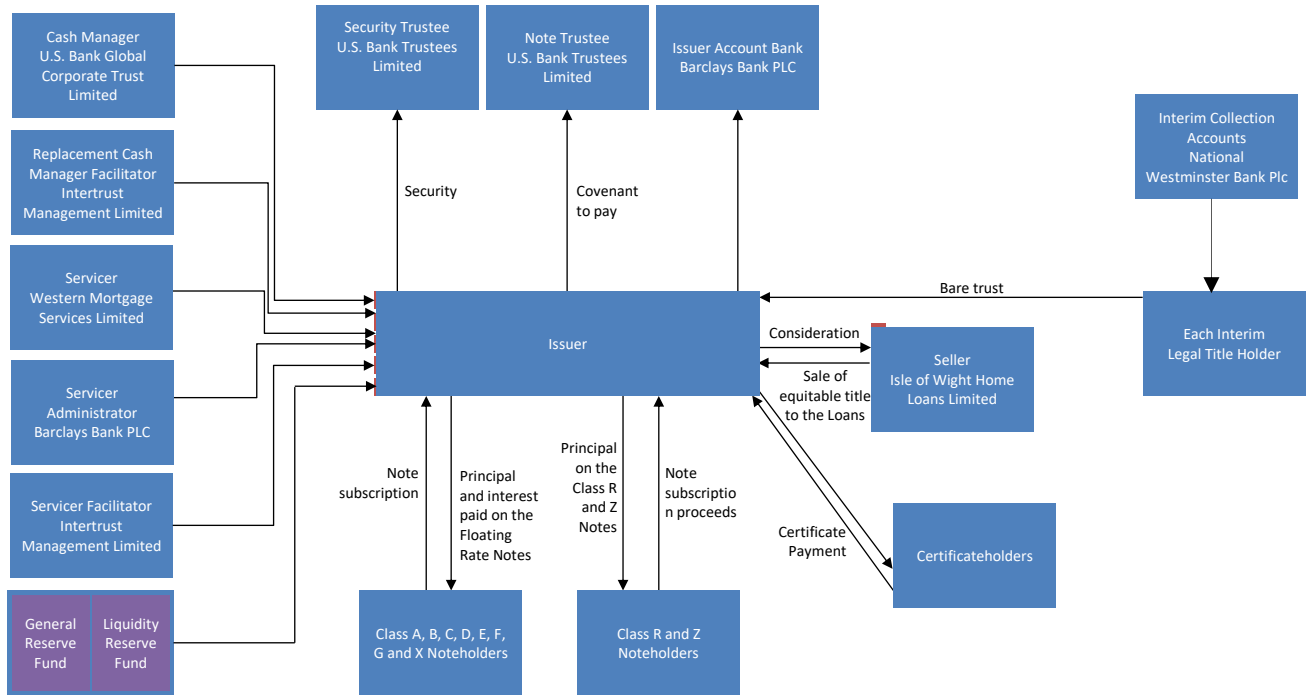 Cash Manager
U.S. Bank Global
Corporate Trust
Limited
Security Trustee
U.S. Bank Trustees
Limited
Note Trustee
U.S. Bank Trustees
Limited
Issuer Account Bank
Barclays Bank PLC
Interim Collection
Accounts
National
Westminster Bank Plc
Replacement Cash
Manager Facilitator
Intertrust
Management Limited
Security
Covenant
to pay
Servicer
Western Mortgage
Services Limited
Bare trust
Issuer
Consideration
Seller
Isle of Wight Home
Loans Limited
Each Interim
Legal Title Holder
Sale of
equitable title
to the Loans
Servicer
Administrator
Barclays Bank PLC
Note
subscription
Principal
and interest
paid on the
Floating
Rate Notes
Principal
on the
Class R
and Z
Notes
Note
subscriptio
n proceeds
Servicer Facilitator
Intertrust
Management Limited
Certificate
Payment
Certificateholders
General
Reserve
Fund
Liquidity
Reserve
Fund
Class A, B, C, D, E, F,
G and X Noteholders
Class R and Z
Noteholders